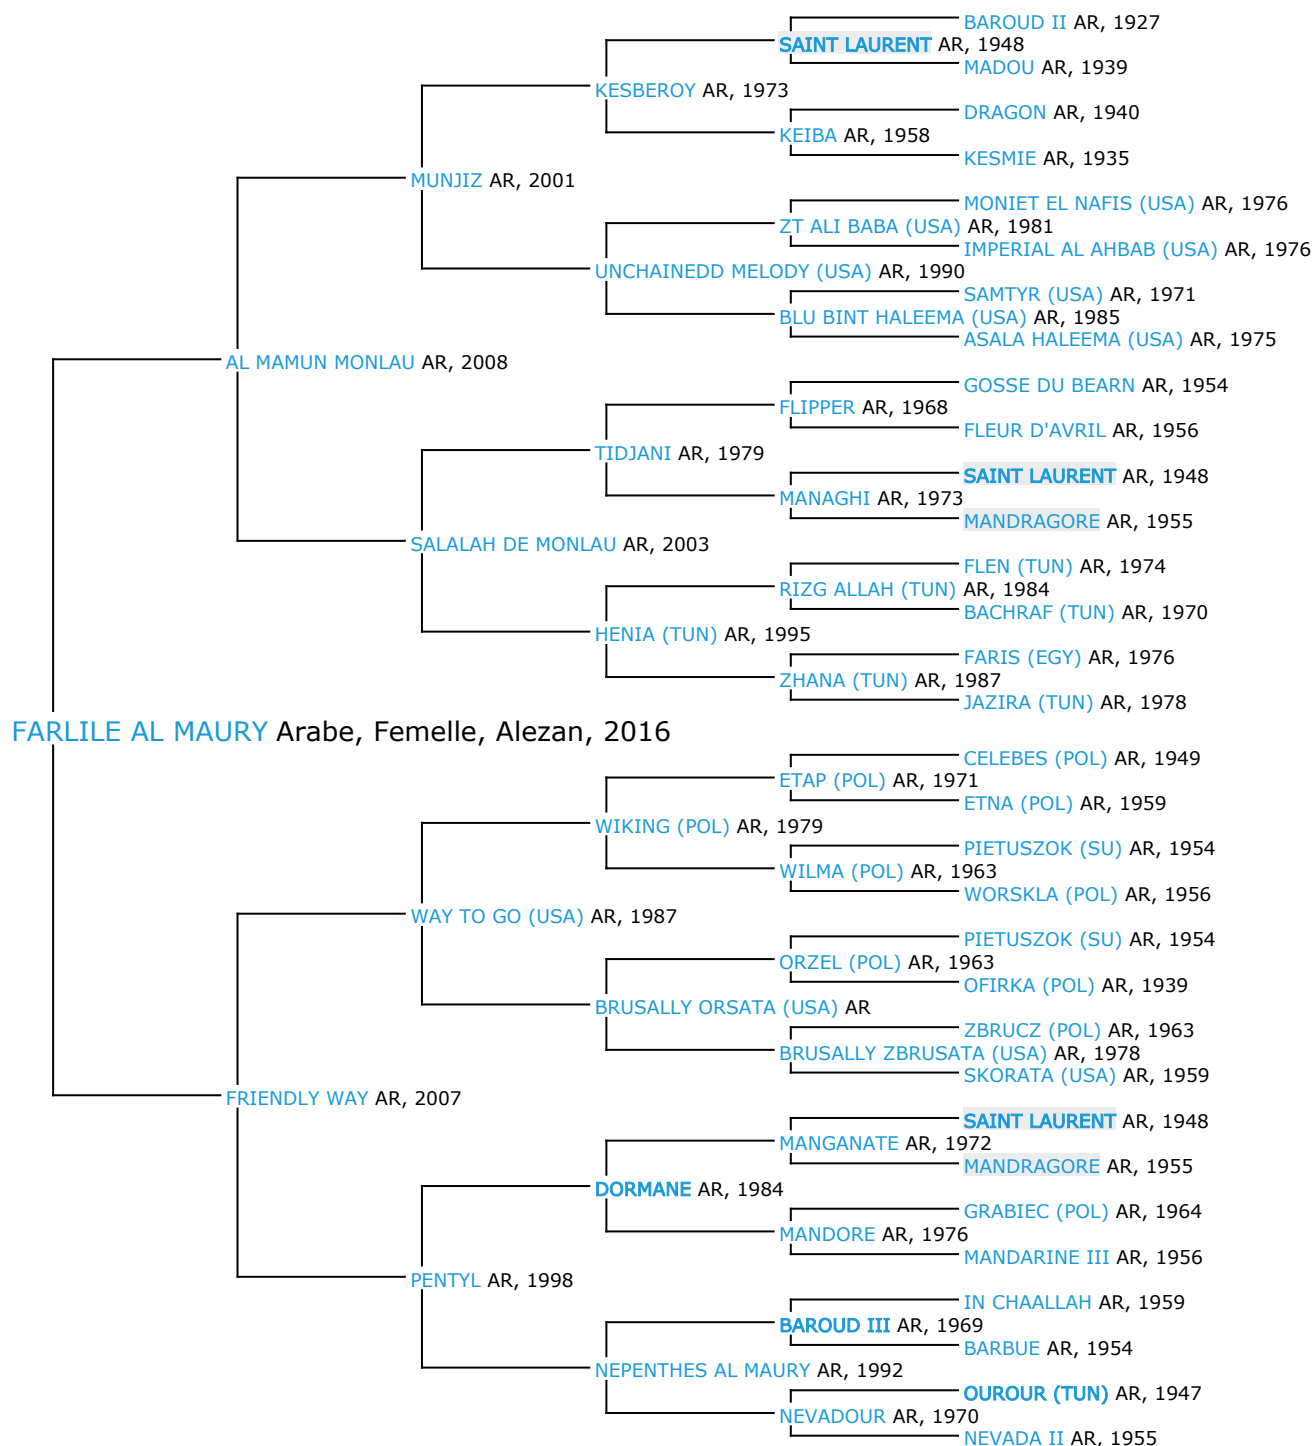 BAROUD II AR, 1927
SAINT LAURENT AR, 1948
MADOU AR, 1939
KESBEROY AR, 1973
DRAGON AR, 1940
KEIBA AR, 1958
KESMIE AR, 1935
MUNJIZ AR, 2001
MONIET EL NAFIS (USA) AR, 1976
ZT ALI BABA (USA) AR, 1981
IMPERIAL AL AHBAB (USA) AR, 1976
UNCHAINEDD MELODY (USA) AR, 1990
SAMTYR (USA) AR, 1971
BLU BINT HALEEMA (USA) AR, 1985
ASALA HALEEMA (USA) AR, 1975
AL MAMUN MONLAU AR, 2008
GOSSE DU BEARN AR, 1954
FLIPPER AR, 1968
FLEUR D'AVRIL AR, 1956
TIDJANI AR, 1979
SAINT LAURENT AR, 1948
MANAGHI AR, 1973
MANDRAGORE AR, 1955
SALALAH DE MONLAU AR, 2003
FLEN (TUN) AR, 1974
RIZG ALLAH (TUN) AR, 1984
BACHRAF (TUN) AR, 1970
HENIA (TUN) AR, 1995
FARIS (EGY) AR, 1976
ZHANA (TUN) AR, 1987
JAZIRA (TUN) AR, 1978
FARLILE AL MAURY Arabe, Femelle, Alezan, 2016
CELEBES (POL) AR, 1949
ETAP (POL) AR, 1971
ETNA (POL) AR, 1959
WIKING (POL) AR, 1979
PIETUSZOK (SU) AR, 1954
WILMA (POL) AR, 1963
WORSKLA (POL) AR, 1956
WAY TO GO (USA) AR, 1987
PIETUSZOK (SU) AR, 1954
ORZEL (POL) AR, 1963
OFIRKA (POL) AR, 1939
BRUSALLY ORSATA (USA) AR
ZBRUCZ (POL) AR, 1963
BRUSALLY ZBRUSATA (USA) AR, 1978
SKORATA (USA) AR, 1959
FRIENDLY WAY AR, 2007
SAINT LAURENT AR, 1948
MANGANATE AR, 1972
MANDRAGORE AR, 1955
DORMANE AR, 1984
GRABIEC (POL) AR, 1964
MANDORE AR, 1976
MANDARINE III AR, 1956
PENTYL AR, 1998
IN CHAALLAH AR, 1959
BAROUD III AR, 1969
BARBUE AR, 1954
NEPENTHES AL MAURY AR, 1992
OUROUR (TUN) AR, 1947
NEVADOUR AR, 1970
NEVADA II AR, 1955